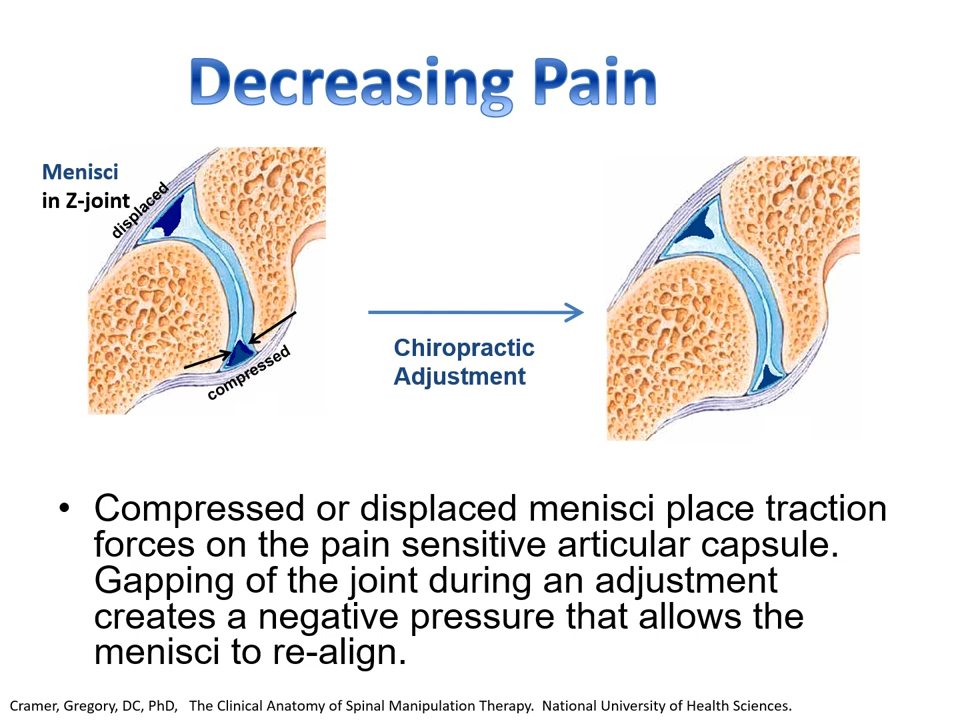 Decreasing Pain
Menisci
in Z-joint
displaced
compressed
Chiropractic
Adjustment
• Compressed or displaced menisci place traction
forces on the pain sensitive articular capsule.
Gapping of the joint during an adjustment
creates a negative pressure that allows the
menisci to re-align.
Cramer, Gregory, DC, PhD, The Clinical Anatomy of Spinal Manipulation Therapy. National University of Health Sciences.